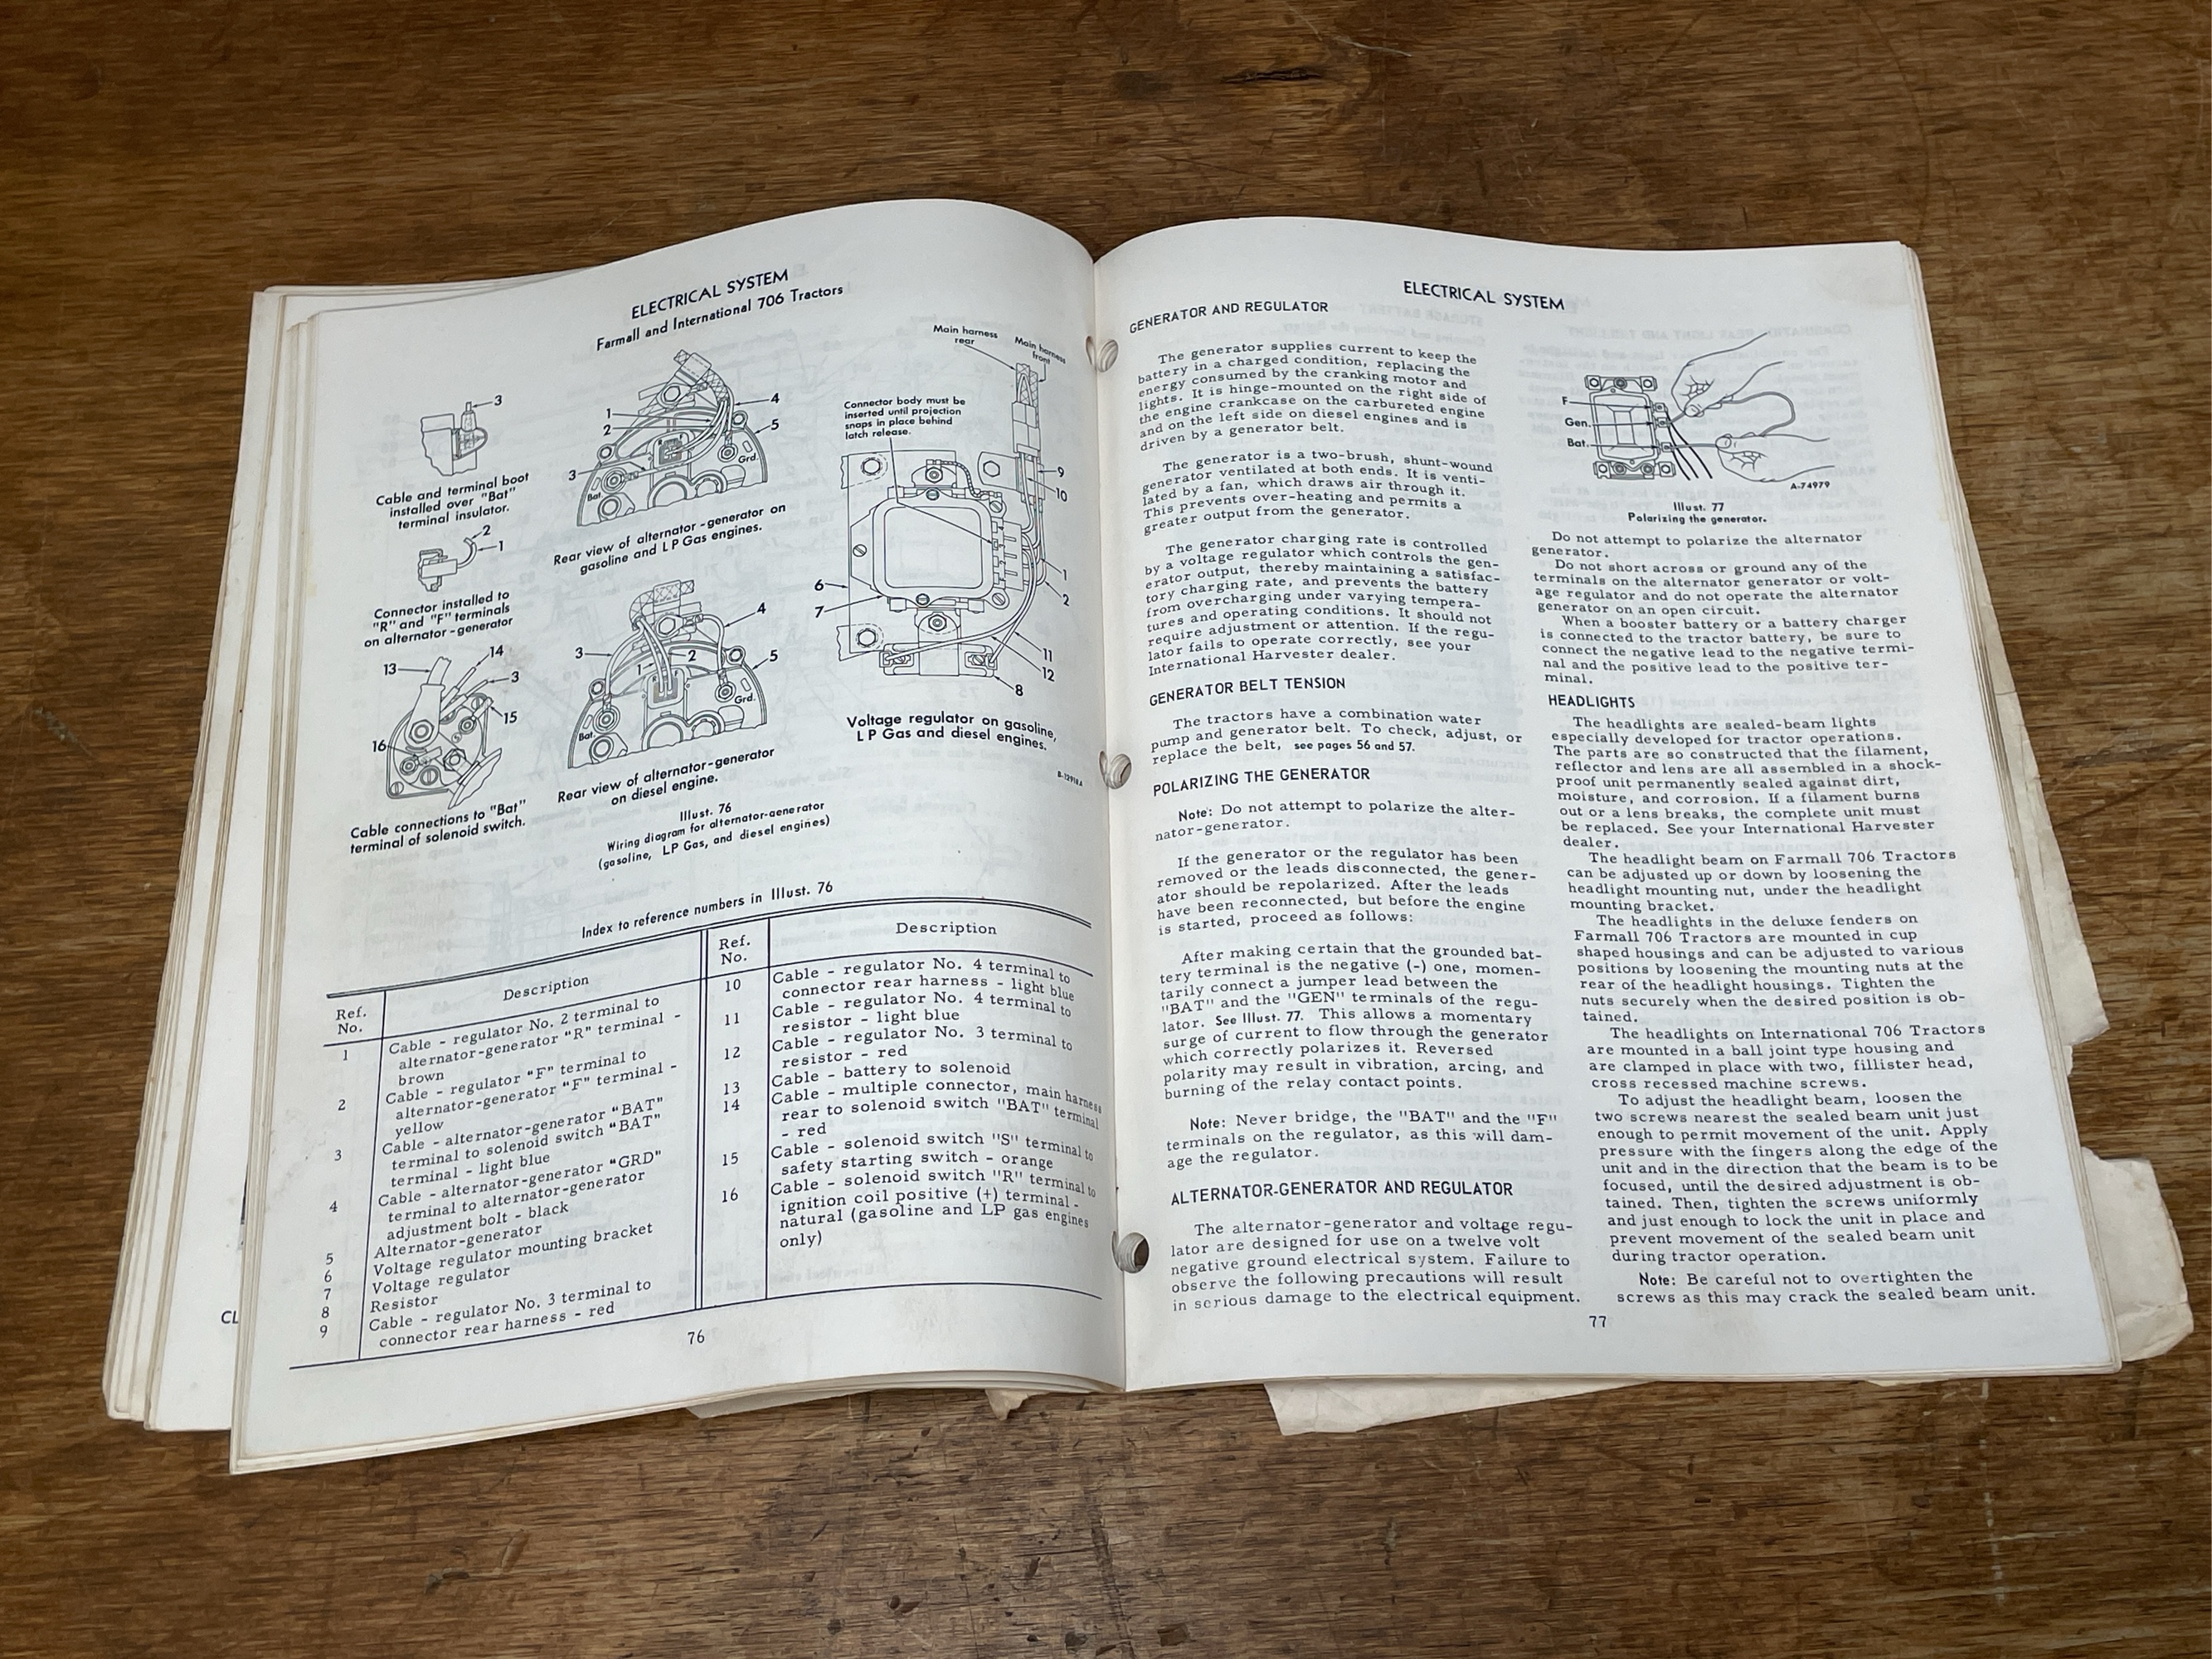 ELECTRICAL SYSTEM
Farmall and International 706 Tractors
3
Cable and terminal boot
installed over "Bat"
terminal insulator.
2
1
Connector installed to
"R" and "F" terminals
on alternator-generator
13
14
3
15
16
Cable connections to "Bat"
terminal of solenoid switch.
1
2
3
4
5
Bat
Grd.
Rear view of alternator-generator on
gasoline and LP Gas engines.
3
1
2
4
5
Bat.
Grd.
Rear view of alternator-generator
on diesel engine.
Main harness
rear
Main harness
front
Connector body must be
inserted until projection
snaps in place behind
latch release.
9
10
6
7
1
2
11
12
8
Voltage regulator on gasoline,
LP Gas and diesel engines.
B-12918A
Illust. 76
Wiring diagram for alternator-generator
(gasoline, LP Gas, and diesel engines)
Index to reference numbers in Illust. 76
Ref.
No.
Description
1
Cable - regulator No. 2 terminal to
alternator-generator "R" terminal -
brown
2
Cable - regulator "F" terminal to
alternator-generator "F" terminal -
yellow
3
Cable - alternator-generator "BAT"
terminal to solenoid switch "BAT"
terminal - light blue
4
Cable - alternator-generator "GRD"
terminal to alternator-generator
adjustment bolt - black
5
Alternator-generator
6
Voltage regulator mounting bracket
7
Voltage regulator
8
Resistor
9
Cable - regulator No. 3 terminal to
connector rear harness - red
Ref.
No.
Description
10
Cable - regulator No. 4 terminal to
connector rear harness - light blue
11
Cable - regulator No. 4 terminal to
resistor - light blue
12
Cable - regulator No. 3 terminal to
resistor - red
13
Cable - battery to solenoid
14
Cable - multiple connector, main harness
rear to solenoid switch "BAT" terminal
- red
15
Cable - solenoid switch "S" terminal to
safety starting switch - orange
16
Cable - solenoid switch "R" terminal to
ignition coil positive (+) terminal -
natural (gasoline and LP gas engines
only)
76
CL
ELECTRICAL SYSTEM
GENERATOR AND REGULATOR
The generator supplies current to keep the
battery in a charged condition, replacing the
energy consumed by the cranking motor and
lights. It is hinge-mounted on the right side of
the engine crankcase on the carbureted engine
and on the left side on diesel engines and is
driven by a generator belt.
The generator is a two-brush, shunt-wound
generator ventilated at both ends. It is venti-
lated by a fan, which draws air through it.
This prevents over-heating and permits a
greater output from the generator.
The generator charging rate is controlled
by a voltage regulator which controls the gen-
erator output, thereby maintaining a satisfac-
tory charging rate, and prevents the battery
from overcharging under varying tempera-
tures and operating conditions. It should not
require adjustment or attention. If the regu-
lator fails to operate correctly, see your
International Harvester dealer.
GENERATOR BELT TENSION
The tractors have a combination water
pump and generator belt. To check, adjust, or
replace the belt, see pages 56 and 57.
POLARIZING THE GENERATOR
Note: Do not attempt to polarize the alter-
nator-generator.
If the generator or the regulator has been
removed or the leads disconnected, the gener-
ator should be repolarized. After the leads
have been reconnected, but before the engine
is started, proceed as follows:
After making certain that the grounded bat-
tery terminal is the negative (-) one, momen-
tarily connect a jumper lead between the
"BAT" and the "GEN" terminals of the regu-
lator. See Illust. 77. This allows a momentary
surge of current to flow through the generator
which correctly polarizes it. Reversed
polarity may result in vibration, arcing, and
burning of the relay contact points.
Note: Never bridge, the "BAT" and the "F"
terminals on the regulator, as this will dam-
age the regulator.
ALTERNATOR-GENERATOR AND REGULATOR
The alternator-generator and voltage regu-
lator are designed for use on a twelve volt
negative ground electrical system. Failure to
observe the following precautions will result
in serious damage to the electrical equipment.
F
Gen.
Bat.
A-74979
Illust. 77
Polarizing the generator.
Do not attempt to polarize the alternator
generator.
Do not short across or ground any of the
terminals on the alternator generator or volt-
age regulator and do not operate the alternator
generator on an open circuit.
When a booster battery or a battery charger
is connected to the tractor battery, be sure to
connect the negative lead to the negative termi-
nal and the positive lead to the positive ter-
minal.
HEADLIGHTS
The headlights are sealed-beam lights
especially developed for tractor operations.
The parts are so constructed that the filament,
reflector and lens are all assembled in a shock-
proof unit permanently sealed against dirt,
moisture, and corrosion. If a filament burns
out or a lens breaks, the complete unit must
be replaced. See your International Harvester
dealer.
The headlight beam on Farmall 706 Tractors
can be adjusted up or down by loosening the
headlight mounting nut, under the headlight
mounting bracket.
The headlights in the deluxe fenders on
Farmall 706 Tractors are mounted in cup
shaped housings and can be adjusted to various
positions by loosening the mounting nuts at the
rear of the headlight housings. Tighten the
nuts securely when the desired position is ob-
tained.
The headlights on International 706 Tractors
are mounted in a ball joint type housing and
are clamped in place with two, fillister head,
cross recessed machine screws.
To adjust the headlight beam, loosen the
two screws nearest the sealed beam unit just
enough to permit movement of the unit. Apply
pressure with the fingers along the edge of the
unit and in the direction that the beam is to be
focused, until the desired adjustment is ob-
tained. Then, tighten the screws uniformly
and just enough to lock the unit in place and
prevent movement of the sealed beam unit
during tractor operation.
Note: Be careful not to overtighten the
screws as this may crack the sealed beam unit.
77